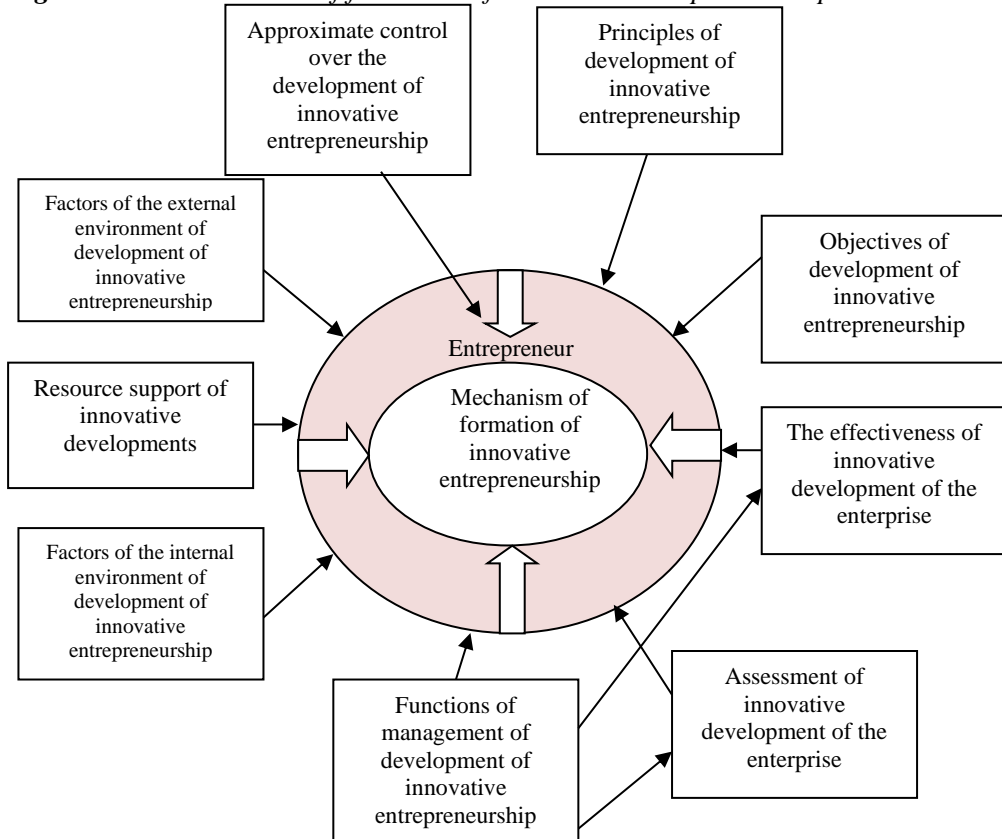 Approximate control
over the
development of
innovative
entrepreneurship
Principles of
development of
innovative
entrepreneurship
Factors of the external
environment of
development of
innovative
entrepreneurship
Objectives of
development of
innovative
entrepreneurship
Entrepreneur
Mechanism of
formation of
innovative
entrepreneurship
Resource support of
innovative
developments
The effectiveness of
innovative
development of the
enterprise
Factors of the internal
environment of
development of
innovative
entrepreneurship
Functions of
management of
development of
innovative
entrepreneurship
Assessment of
innovative
development of the
enterprise